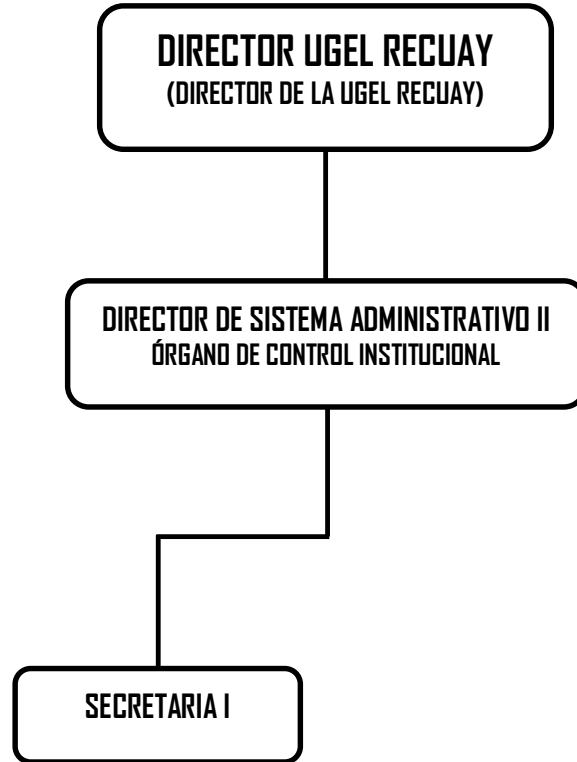 DIRECTOR UGEL RECUAY
(DIRECTOR DE LA UGEL RECUAY)
DIRECTOR DE SISTEMA ADMINISTRATIVO II
ÓRGANO DE CONTROL INSTITUCIONAL
SECRETARIA I